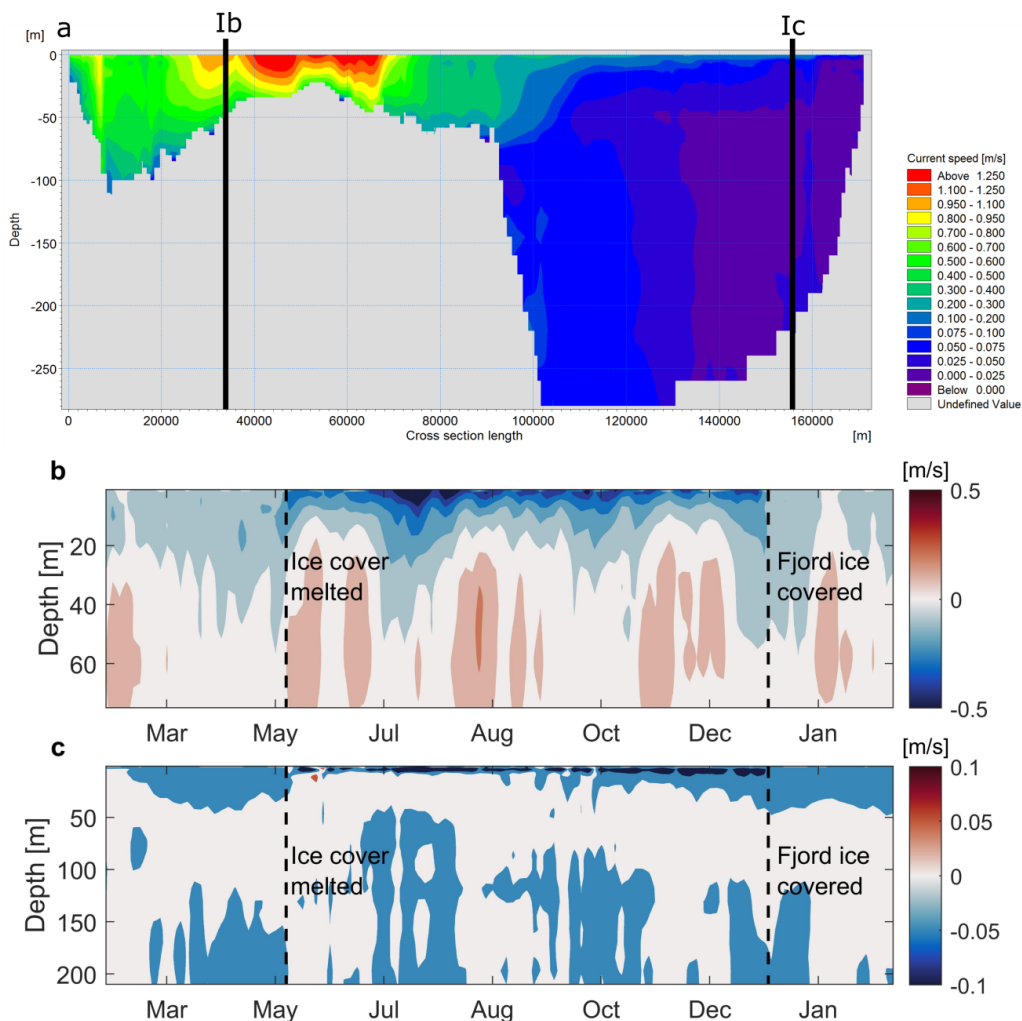 a
Ib
Ic
[m]
0
-50
-100
-150
-200
-250
Depth
0
20000
40000
60000
80000
100000
120000
140000
160000
Cross section length
[m]
Current speed [m/s]
Above 1.250
1.100 - 1.250
0.950 - 1.100
0.800 - 0.950
0.700 - 0.800
0.600 - 0.700
0.500 - 0.600
0.400 - 0.500
0.300 - 0.400
0.200 - 0.300
0.100 - 0.200
0.075 - 0.100
0.050 - 0.075
0.025 - 0.050
0.000 - 0.025
Below 0.000
Undefined Value
b
[m/s]
Depth [m]
20
40
60
Ice cover
melted
Fjord ice
covered
0.5
0
-0.5
Mar
May
Jul
Aug
Oct
Dec
Jan
c
[m/s]
Depth [m]
50
100
150
200
Ice cover
melted
Fjord ice
covered
0.1
0.05
0
-0.05
-0.1
Mar
May
Jul
Aug
Oct
Dec
Jan